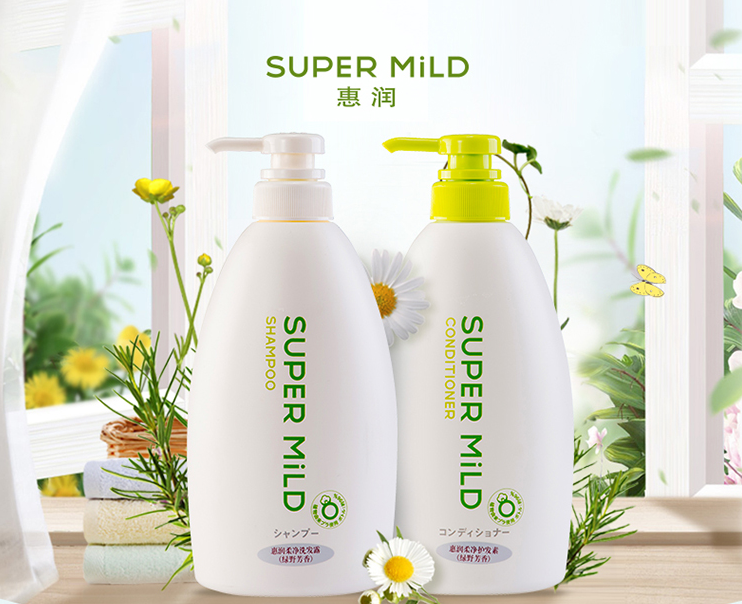 SUPER MiLD
惠润
SUPER MiLD
SHAMPOO
シャンプー
惠润柔净洗发露
(绿野芳香)
SUPER MiLD
CONDITIONER
コンディショナー
惠润柔净护发素
(绿野芳香)